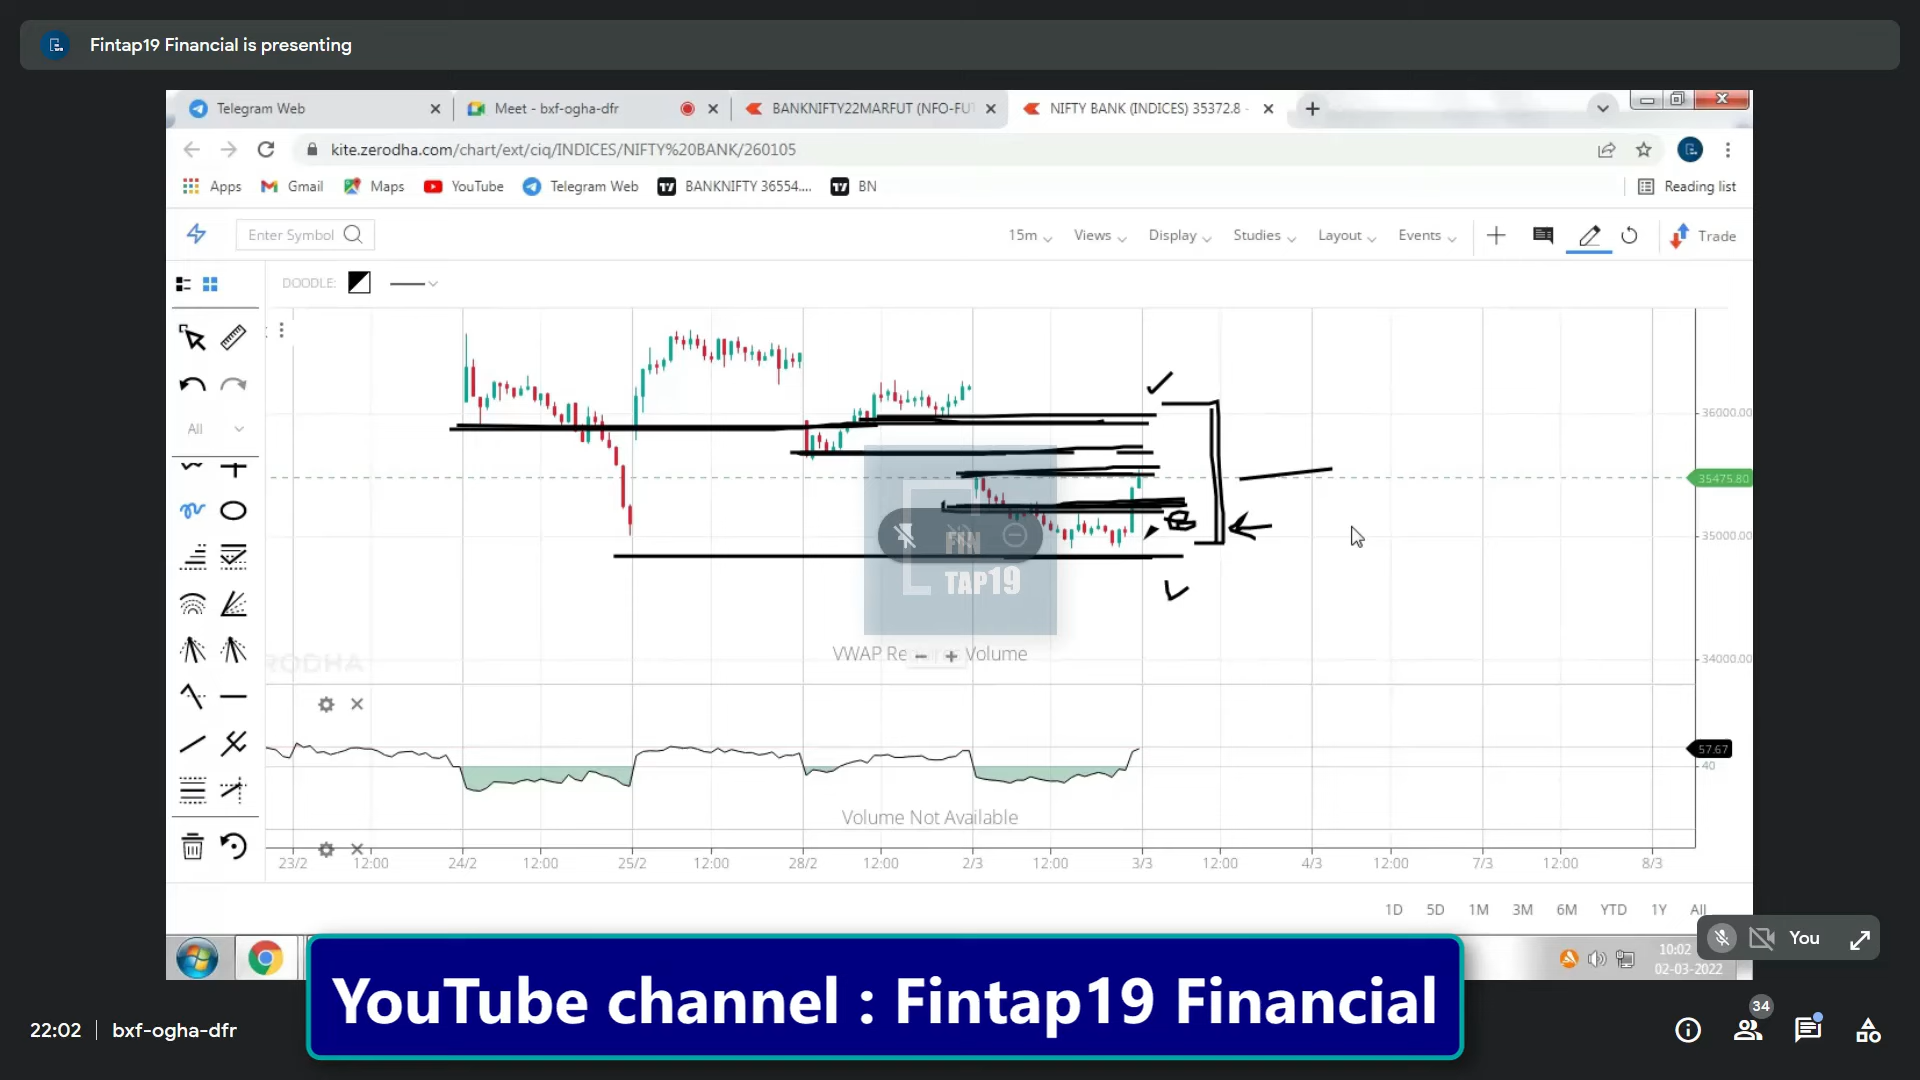 Fintap19 Financial is presenting
Telegram Web
Meet - bxf-ogha-dfr
BANKNIFTY22MARFUT (NFO-FUT
NIFTY BANK (INDICES) 35372.8 -
kite.zerodha.com/chart/ext/ciq/INDICES/NIFTY%20BANK/260105
Apps
Gmail
Maps
YouTube
Telegram Web
BANKNIFTY 36554....
BN
Reading list
Enter Symbol
15m
Views
Display
Studies
Layout
Events
Trade
DOODLE:
All
36000.00
35475.80
35000.00
34000.00
FIN
TAP19
VWAP Re
Volume
57.67
40
Volume Not Available
23/2 12:00 24/2 12:00 25/2 12:00 28/2 12:00 2/3 12:00 3/3 12:00 4/3 12:00 7/3 12:00 8/3
1D 5D 1M 3M 6M YTD 1Y All
You
10:02
02-03-2022
YouTube channel : Fintap19 Financial
22:02 | bxf-ogha-dfr
34